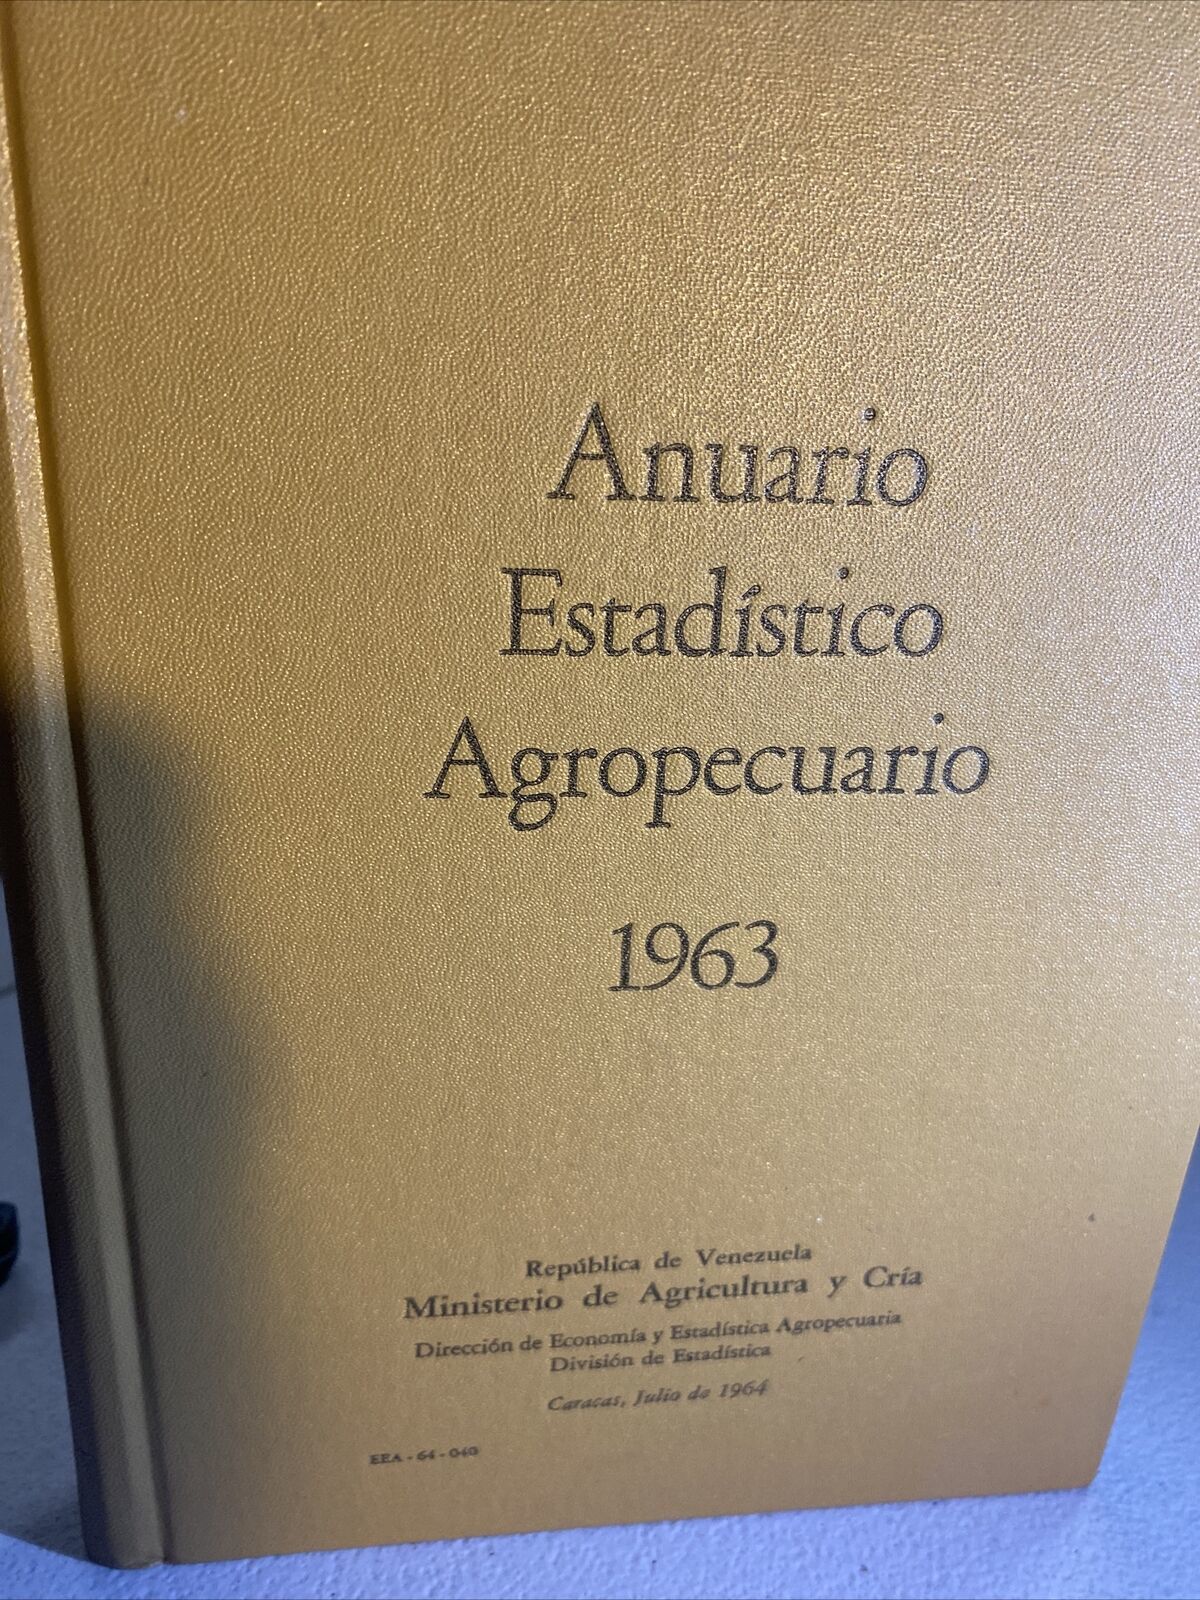 Anuario
Estadístico
Agropecuario
1963
República de Venezuela
Ministerio de Agricultura y Cría
Dirección de Economía y Estadística Agropecuaria
División de Estadística
Caracas, Julio de 1964
EEA - 64 - 040